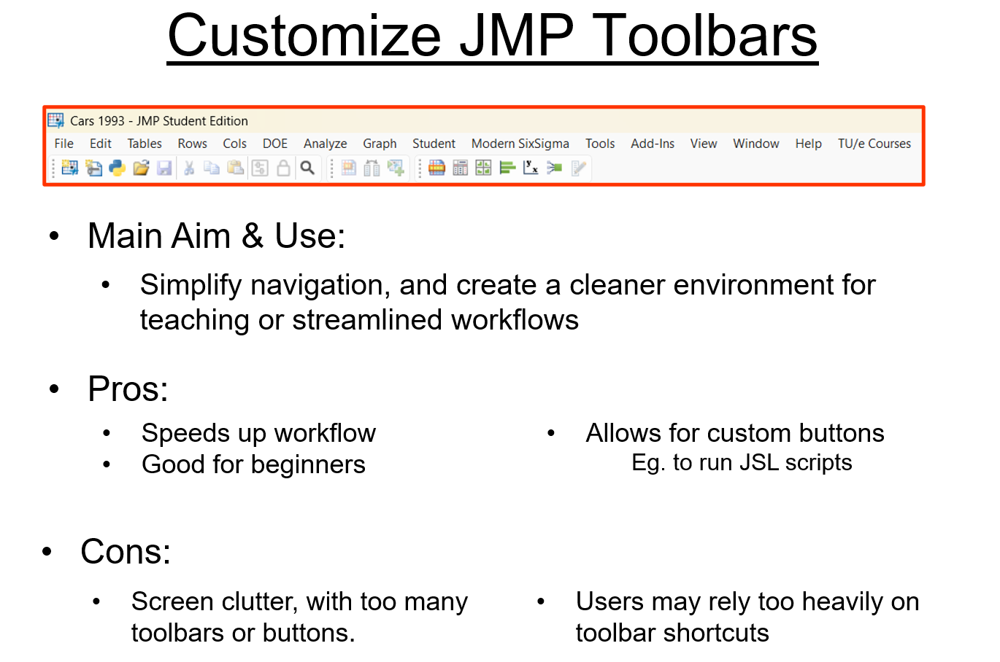 Customize JMP Toolbars
Cars 1993 - JMP Student Edition
File Edit Tables Rows Cols DOE Analyze Graph Student Modern SixSigma Tools Add-Ins View Window Help TU/e Courses
• Main Aim & Use:
• Simplify navigation, and create a cleaner environment for
teaching or streamlined workflows
• Pros:
• Speeds up workflow
• Good for beginners
• Allows for custom buttons
Eg. to run JSL scripts
• Cons:
• Screen clutter, with too many
toolbars or buttons.
• Users may rely too heavily on
toolbar shortcuts